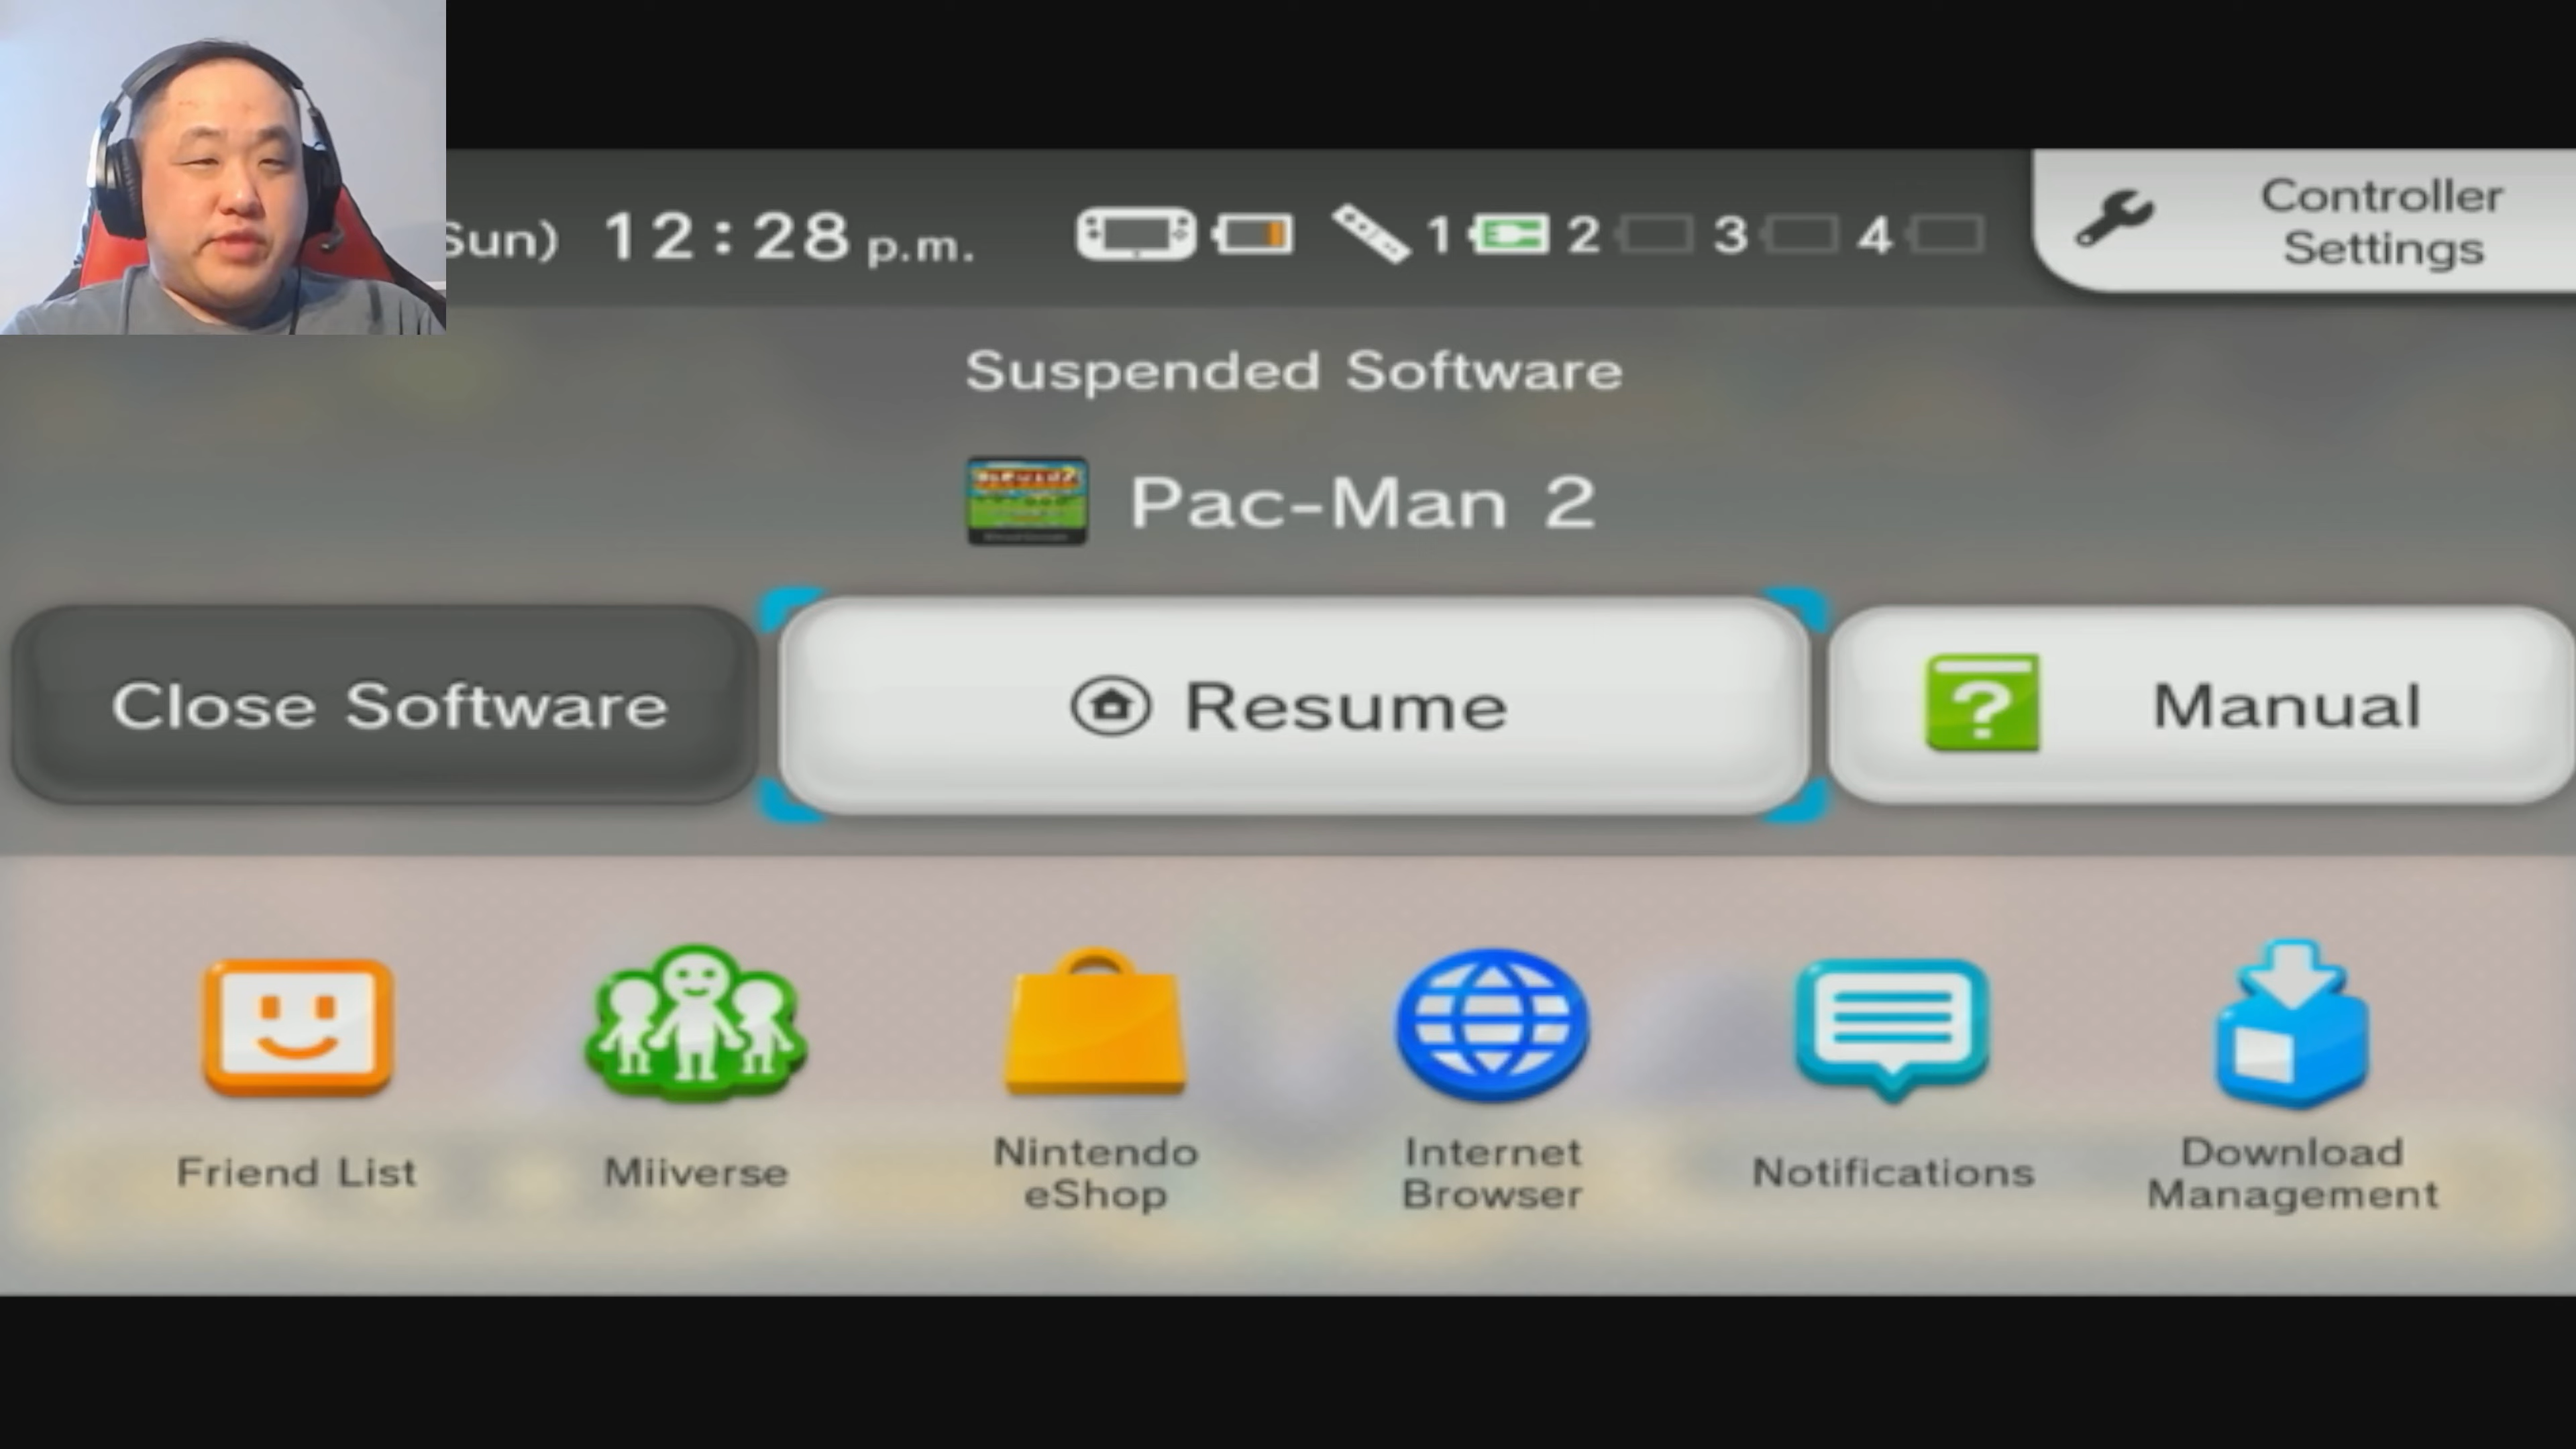 Sun) 12:28 p.m.
1 2 3 4
Controller
Settings
Suspended Software
Pac-Man 2
Close Software
Resume
Manual
Friend List
Miiverse
Nintendo
eShop
Internet
Browser
Notifications
Download
Management